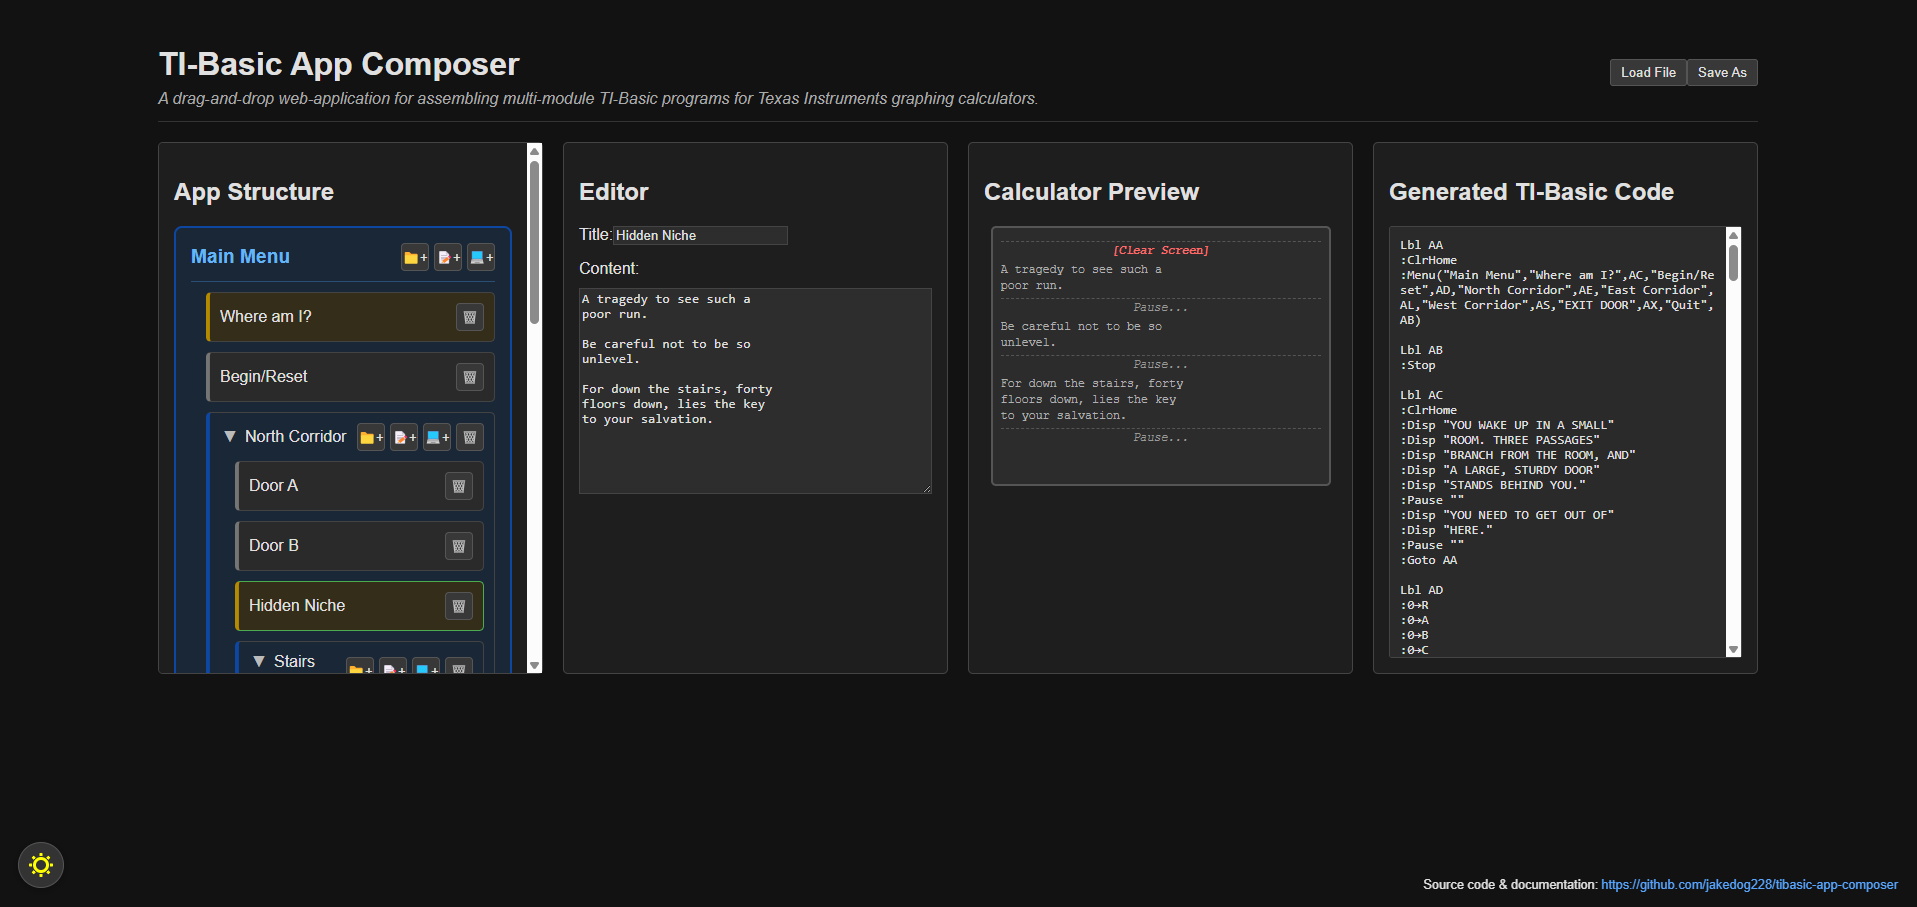 TI-Basic App Composer
A drag-and-drop web-application for assembling multi-module TI-Basic programs for Texas Instruments graphing calculators.
Load File
Save As
App Structure
Main Menu
+
+
+
Where am I?
Begin/Reset
▼ North Corridor
+
+
+
Door A
Door B
Hidden Niche
▼ Stairs
+
+
+
Editor
Title: Hidden Niche
Content:
A tragedy to see such a
poor run.
Be careful not to be so
unlevel.
For down the stairs, forty
floors down, lies the key
to your salvation.
Calculator Preview
[Clear Screen]
A tragedy to see such a
poor run.
Pause...
Be careful not to be so
unlevel.
Pause...
For down the stairs, forty
floors down, lies the key
to your salvation.
Pause...
Generated TI-Basic Code
Lbl AA
:ClrHome
:Menu("Main Menu","Where am I?",AC,"Begin/Re
set",AD,"North Corridor",AE,"East Corridor",
AL,"West Corridor",AS,"EXIT DOOR",AX,"Quit",
AB)
Lbl AB
:Stop
Lbl AC
:ClrHome
:Disp "YOU WAKE UP IN A SMALL"
:Disp "ROOM. THREE PASSAGES"
:Disp "BRANCH FROM THE ROOM, AND"
:Disp "A LARGE, STURDY DOOR"
:Disp "STANDS BEHIND YOU."
:Pause ""
:Disp "YOU NEED TO GET OUT OF"
:Disp "HERE."
:Pause ""
:Goto AA
Lbl AD
:0→R
:0→A
:0→B
:0→C
Source code & documentation: https://github.com/jakedog228/tibasic-app-composer